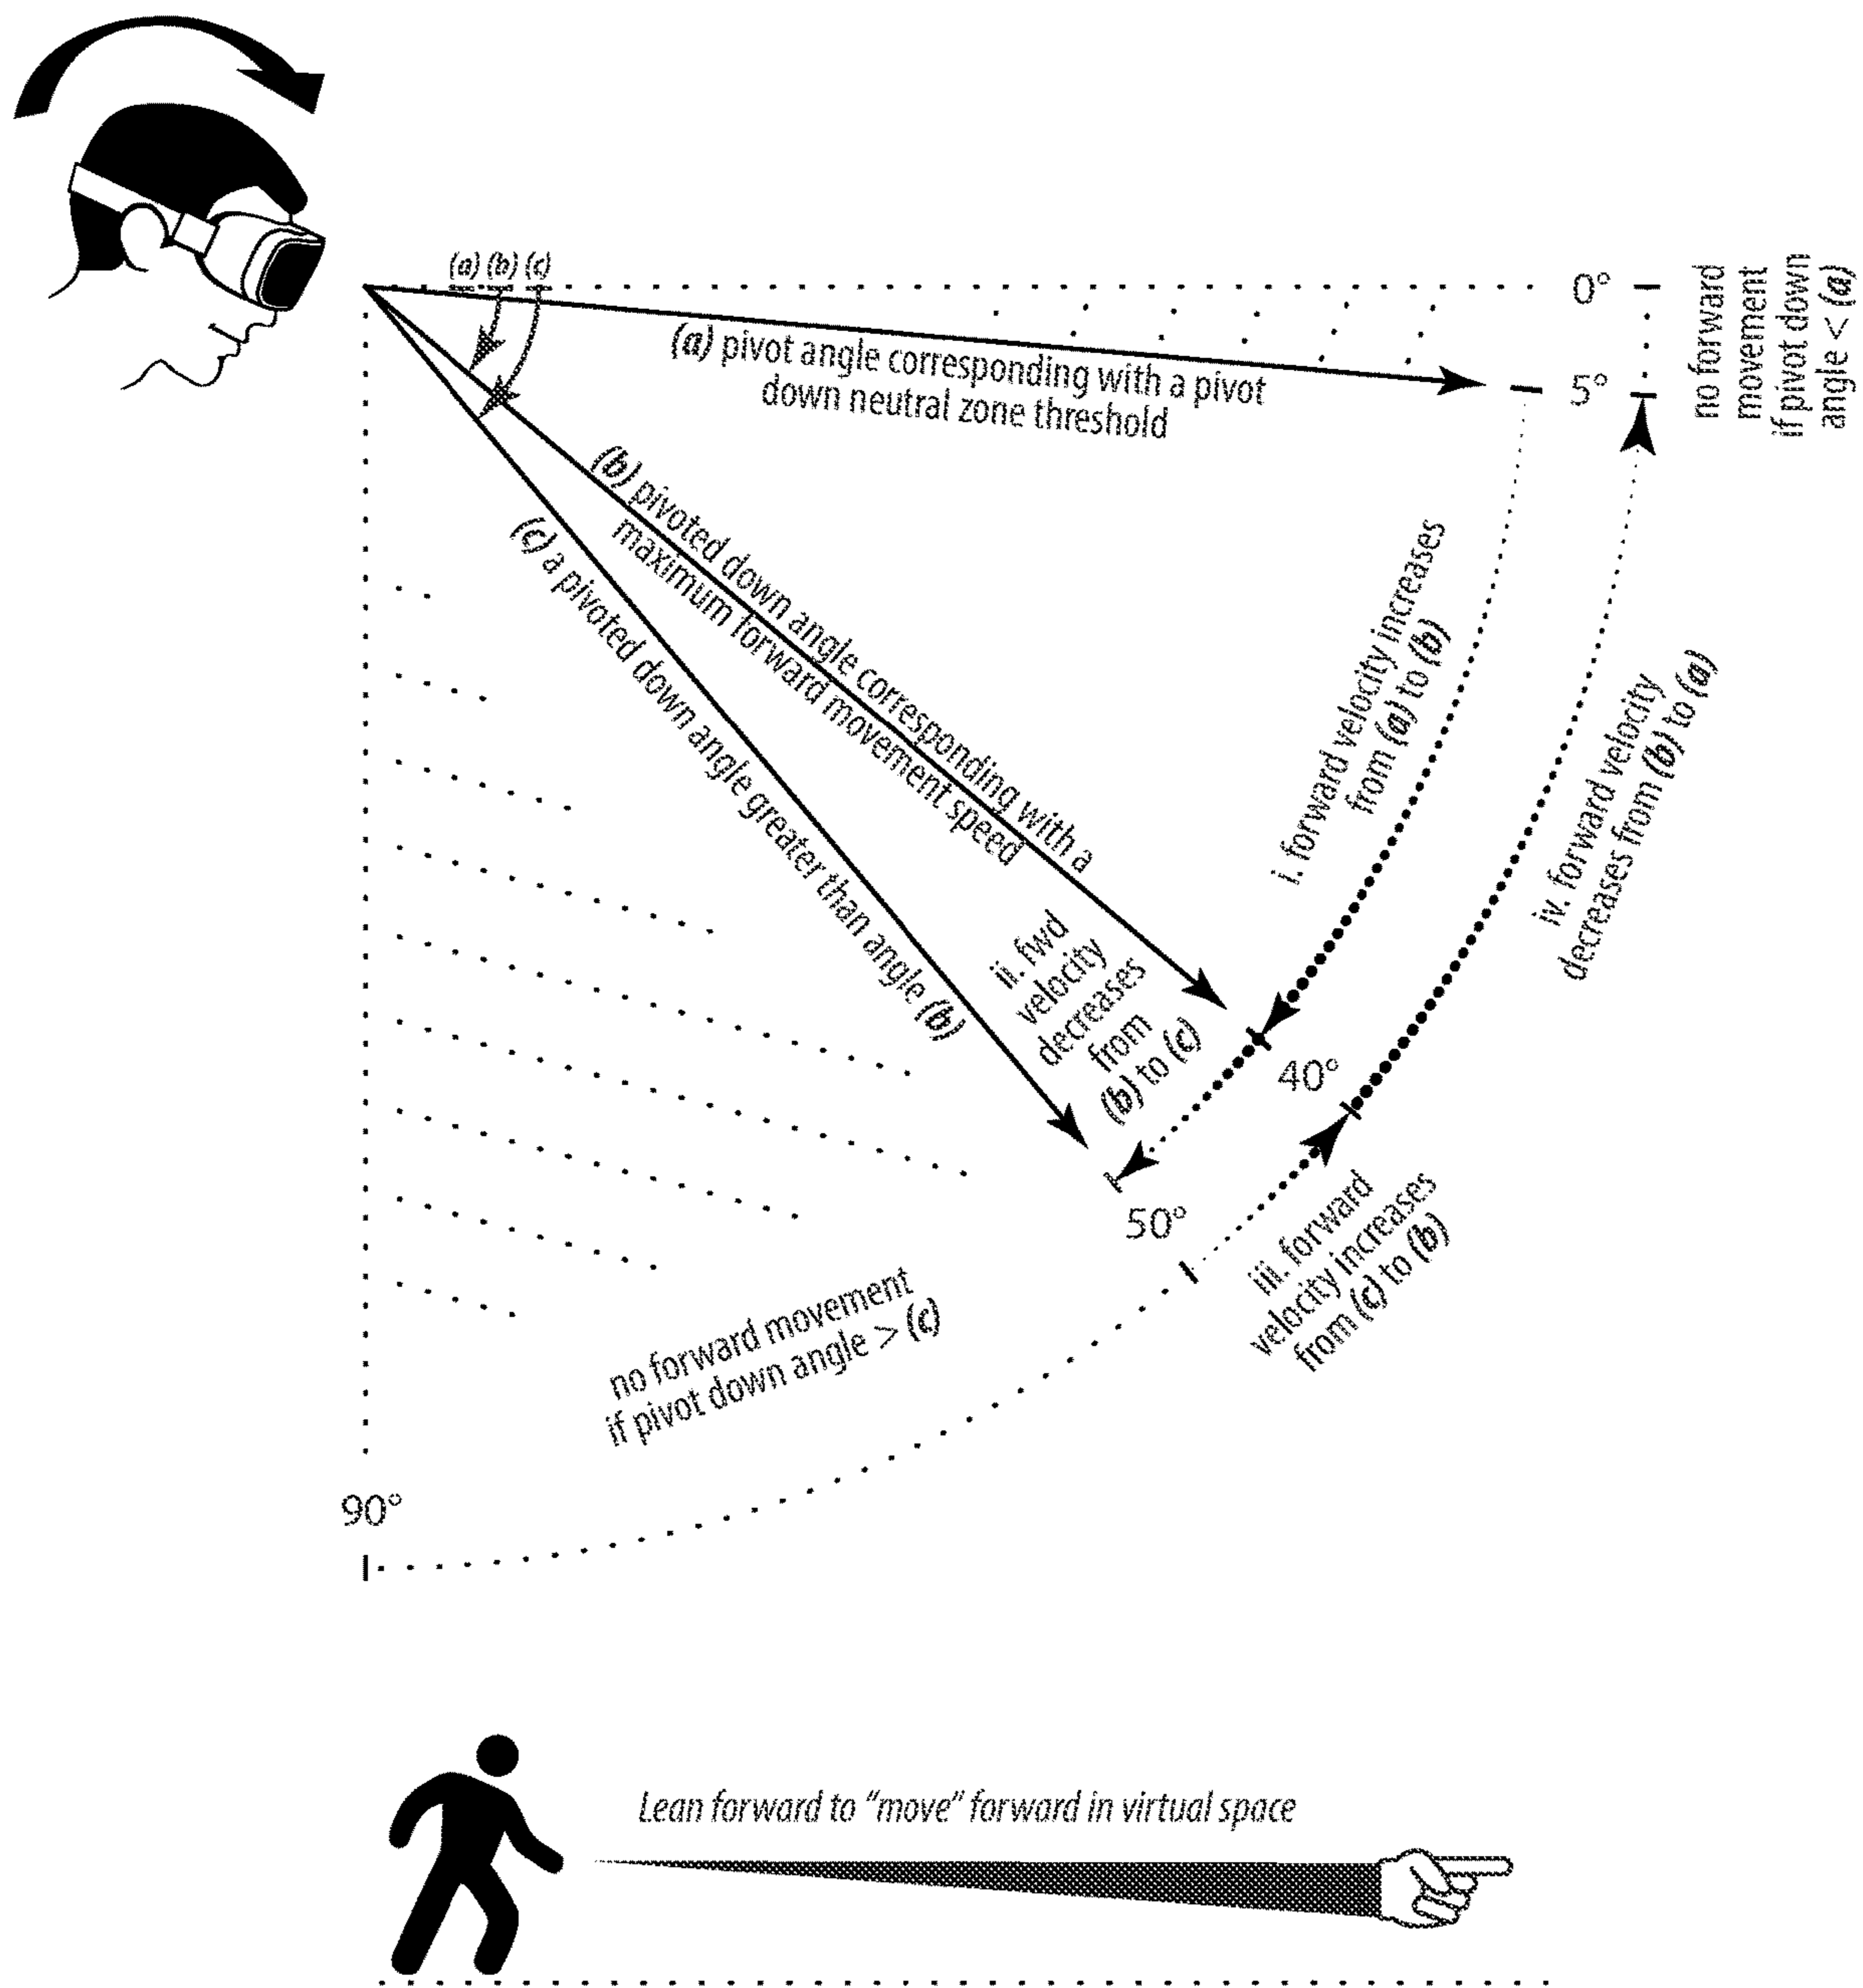 (a) (b) (c)
0°
no forward
movement
if pivot down
angle < (a)
5°
(a) pivot angle corresponding with a pivot
down neutral zone threshold
(b) pivoted down angle corresponding with a
maximum forward movement speed
(c) a pivoted down angle greater than angle (b)
i. forward velocity increases
from (a) to (b)
iv. forward velocity
decreases from (b) to (a)
ii. fwd
velocity
decreases
from
(b) to (c)
40°
50°
iii. forward
velocity increases
from (c) to (b)
no forward movement
if pivot down angle > (c)
90°
Lean forward to “move” forward in virtual space